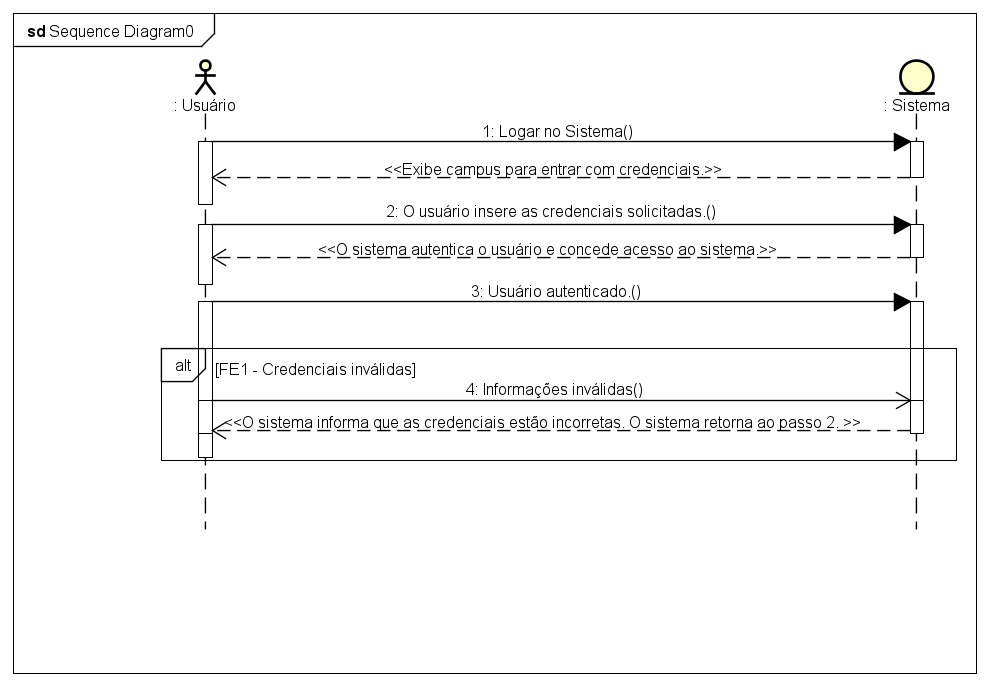 sd Sequence Diagram0
: Usuário
: Sistema
1: Logar no Sistema()
<<Exibe campus para entrar com credenciais.>>
2: O usuário insere as credenciais solicitadas.()
<<O sistema autentica o usuário e concede acesso ao sistema.>>
3: Usuário autenticado.()
alt
[FE1 - Credenciais inválidas]
4: Informações inválidas()
<<O sistema informa que as credenciais estão incorretas. O sistema retorna ao passo 2. >>